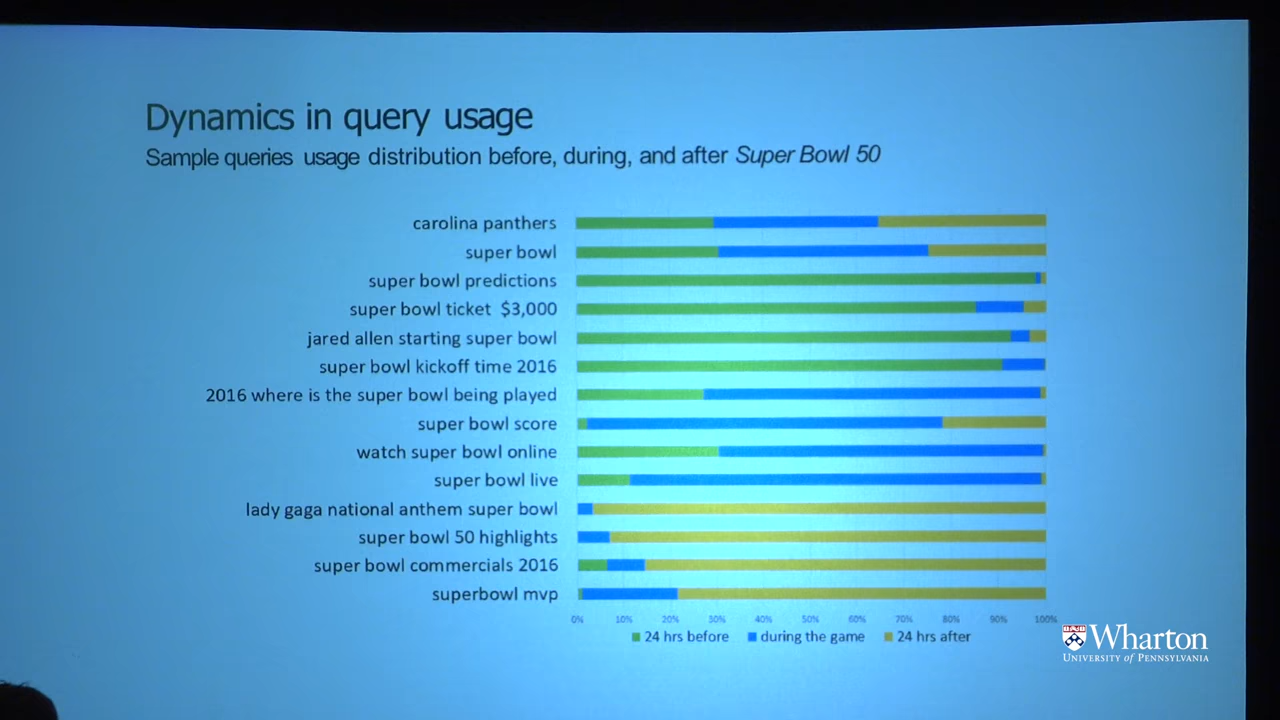 Dynamics in query usage
Sample queries usage distribution before, during, and after Super Bowl 50
carolina panthers
super bowl
super bowl predictions
super bowl ticket $3,000
jared allen starting super bowl
super bowl kickoff time 2016
2016 where is the super bowl being played
super bowl score
watch super bowl online
super bowl live
lady gaga national anthem super bowl
super bowl 50 highlights
super bowl commercials 2016
superbowl mvp
0% 10% 20% 30% 40% 50% 60% 70% 80% 90% 100%
24 hrs before during the game 24 hrs after
Wharton
UNIVERSITY of PENNSYLVANIA